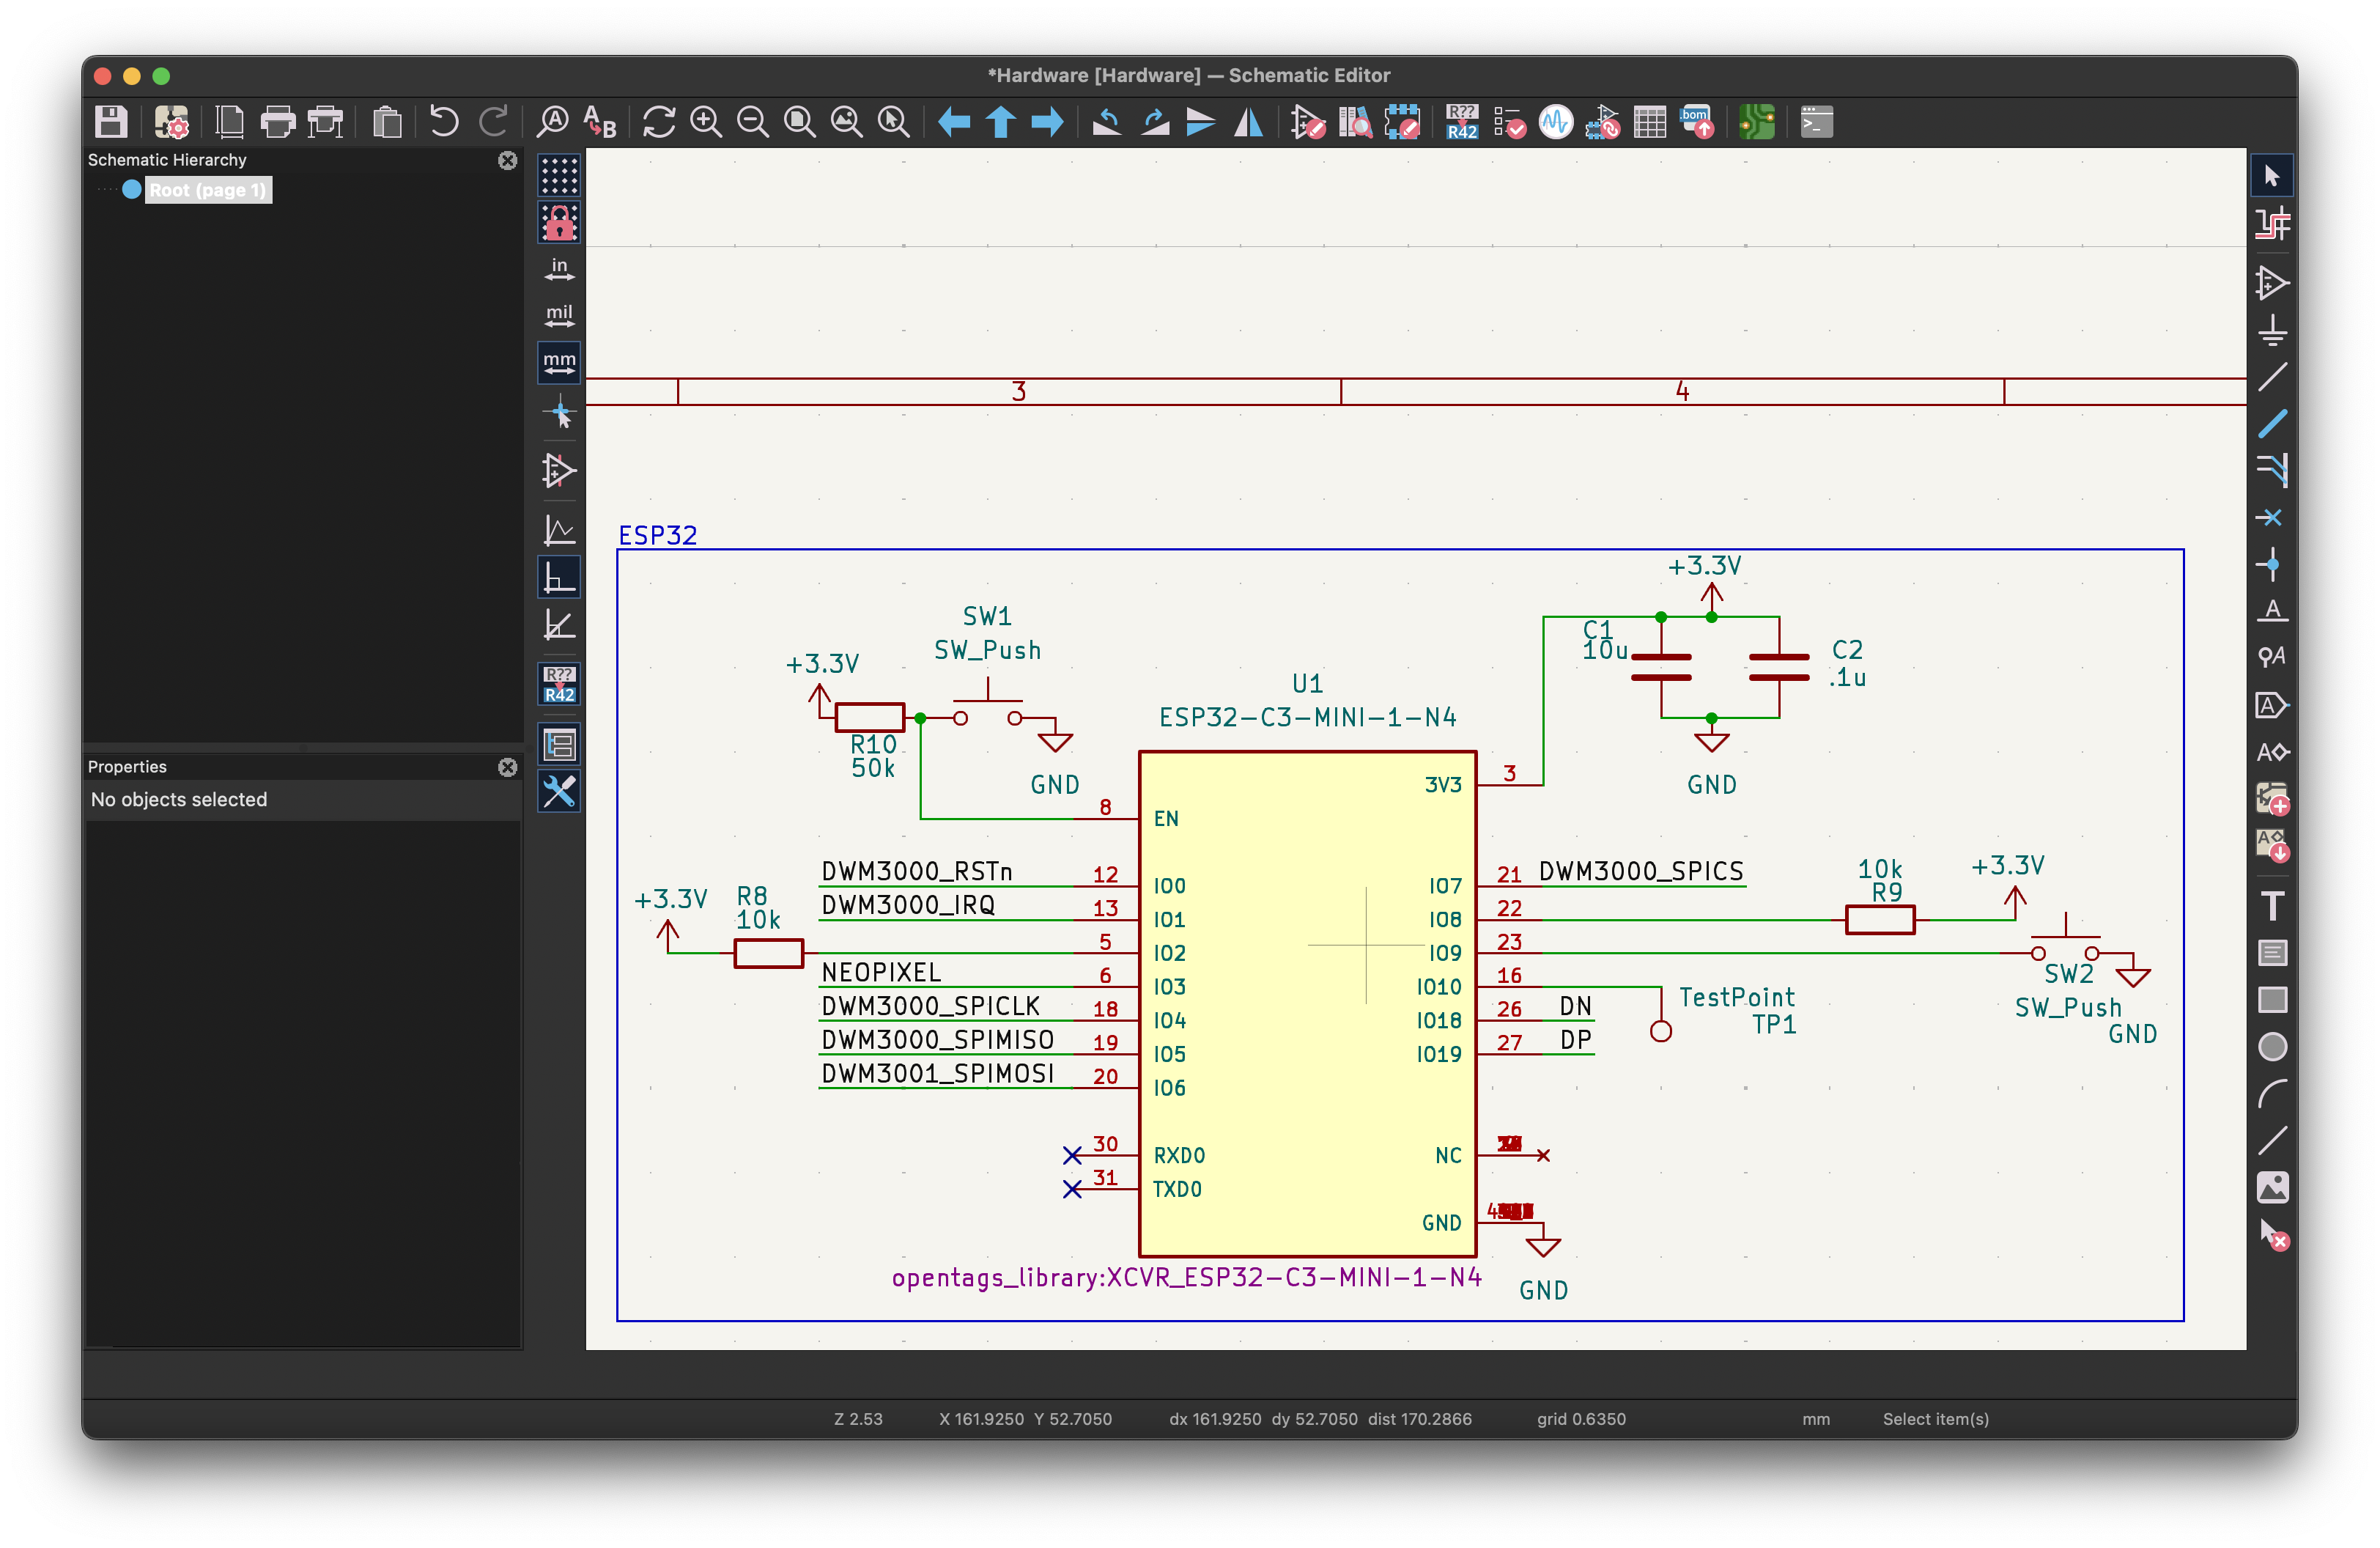 *Hardware [Hardware] — Schematic Editor
A
A
B
R??
R42
.bom
>_
Schematic Hierarchy
Root (page 1)
in
mil
mm
R??
R42
Properties
No objects selected
3
4
ESP32
+3.3V
SW1
SW_Push
C1
10u
C2
.1u
+3.3V
R10
50k
GND
GND
U1
ESP32-C3-MINI-1-N4
3V3
3
8
EN
DWM3000_RSTn
12
IO0
IO7
21
DWM3000_SPICS
DWM3000_IRQ
13
IO1
IO8
22
10k
R9
+3.3V
+3.3V
R8
10k
5
IO2
IO9
23
SW2
SW_Push
GND
NEOPIXEL
6
IO3
IO10
16
TestPoint
TP1
DWM3000_SPICLK
18
IO4
IO18
26
DN
DWM3000_SPIMISO
19
IO5
IO19
27
DP
DWM3001_SPIMOSI
20
IO6
30
RXD0
NC
31
TXD0
GND
GND
opentags_library:XCVR_ESP32-C3-MINI-1-N4
A
A
A
A
A
T
Z 2.53
X 161.9250 Y 52.7050
dx 161.9250 dy 52.7050 dist 170.2866
grid 0.6350
mm
Select item(s)